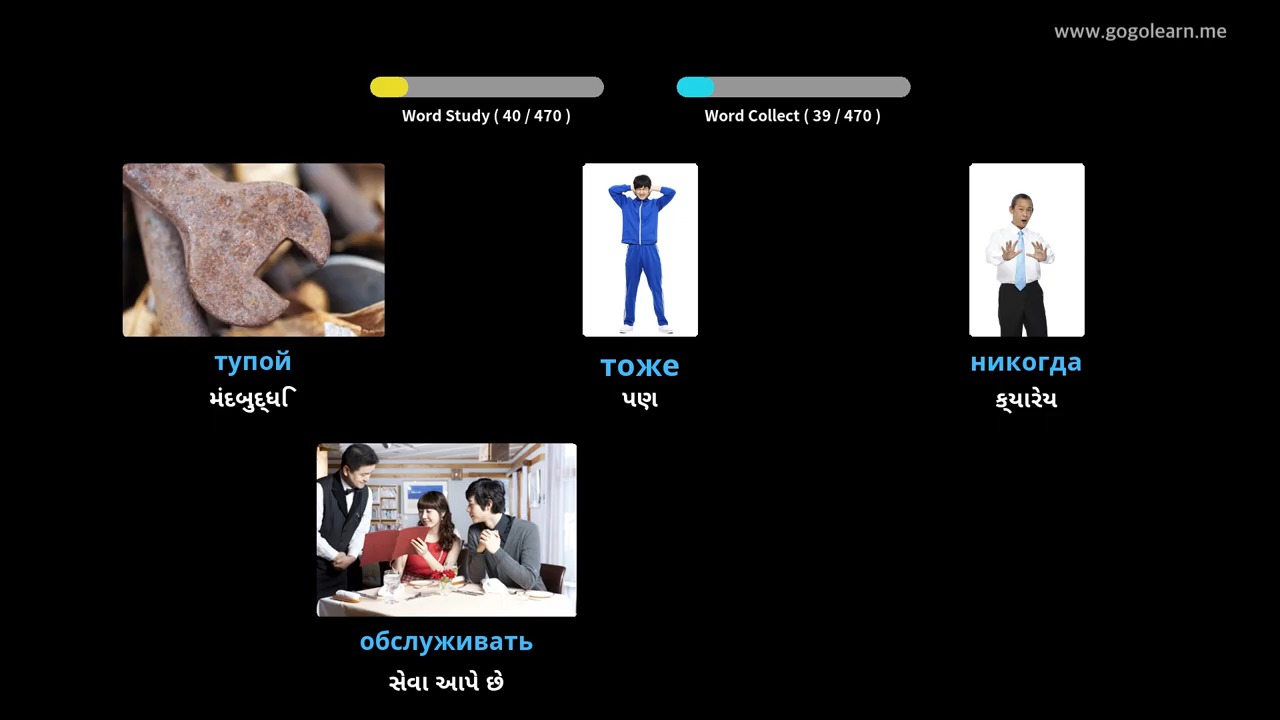 www.gogolearn.me
Word Study ( 40 / 470 )
Word Collect ( 39 / 470 )
тупой
મંદબુદ્ધિ
тоже
પણ
никогда
ક્યારેય
обслуживать
સેવા આપે છે